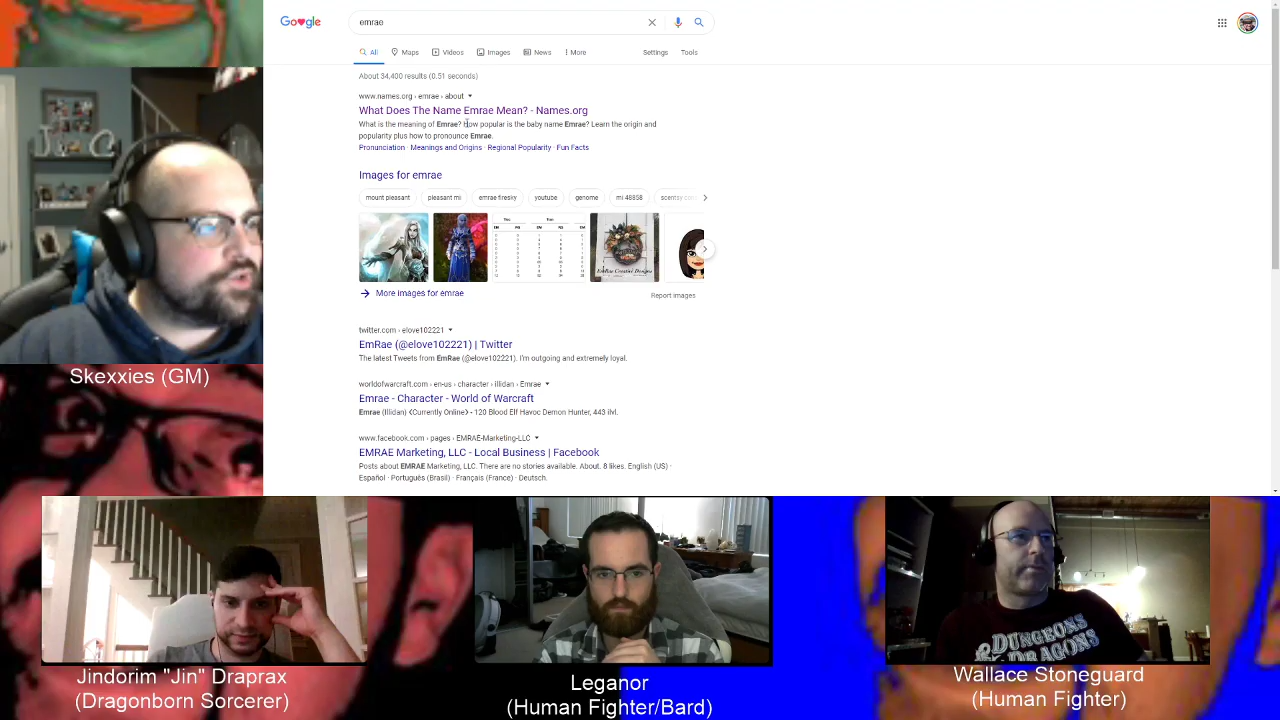 Google
emrae
All Maps Videos Images News More Settings Tools
About 34,400 results (0.51 seconds)
www.names.org › emrae › about
What Does The Name Emrae Mean? - Names.org
What is the meaning of Emrae? How popular is the baby name Emrae? Learn the origin and
popularity plus how to pronounce Emrae.
Pronunciation · Meanings and Origins · Regional Popularity · Fun Facts
Images for emrae
mount pleasant pleasant mi emrae firesky youtube genome mi 48858
EmRae Creative Designs
More images for emrae
Report images
twitter.com › elove102221
EmRae (@elove102221) | Twitter
The latest Tweets from EmRae (@elove102221). I'm outgoing and extremely loyal.
worldofwarcraft.com › en-us › character › illidan › Emrae
Emrae - Character - World of Warcraft
Emrae (Illidan) <Currently Online> - 120 Blood Elf Havoc Demon Hunter, 443 ilvl.
www.facebook.com › pages › EMRAE-Marketing-LLC
EMRAE Marketing, LLC - Local Business | Facebook
Posts about EMRAE Marketing, LLC. There are no stories available. About. 8 likes. English (US) ·
Español · Português (Brasil) · Français (France) · Deutsch.
Skexxies (GM)
DUNGEONS
& DRAGONS
Jindorim "Jin" Draprax
(Dragonborn Sorcerer)
Leganor
(Human Fighter/Bard)
Wallace Stoneguard
(Human Fighter)